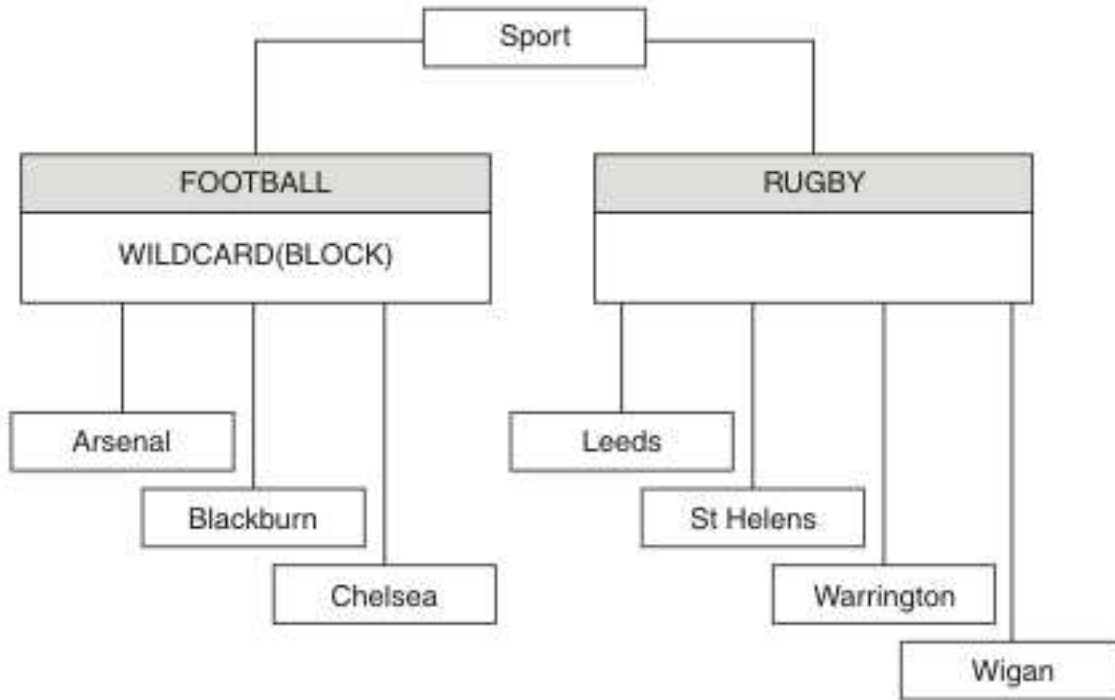 Sport
FOOTBALL
RUGBY
WILDCARD(BLOCK)
Arsenal
Leeds
Blackburn
St Helens
Chelsea
Warrington
Wigan